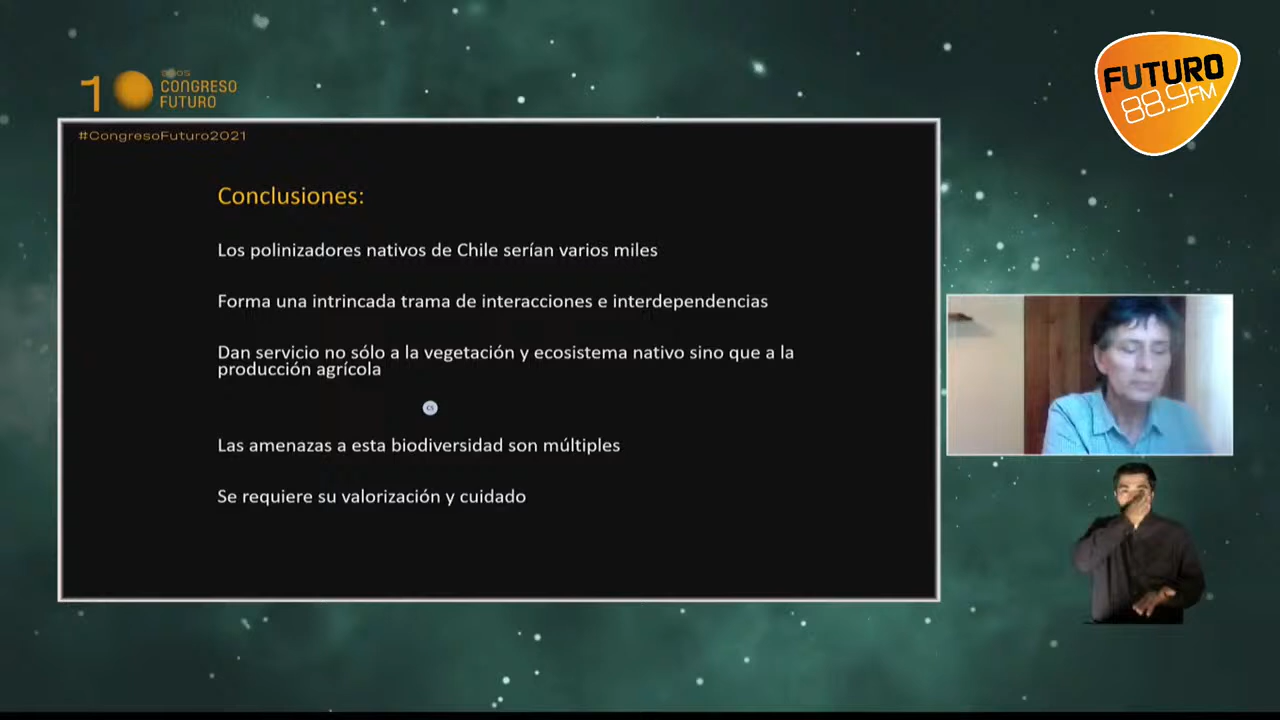 10 años
CONGRESO
FUTURO
#CongresoFuturo2021
FUTURO
88.9FM
Conclusiones:
Los polinizadores nativos de Chile serían varios miles
Forma una intrincada trama de interacciones e interdependencias
Dan servicio no sólo a la vegetación y ecosistema nativo sino que a la
producción agrícola
CS
Las amenazas a esta biodiversidad son múltiples
Se requiere su valorización y cuidado